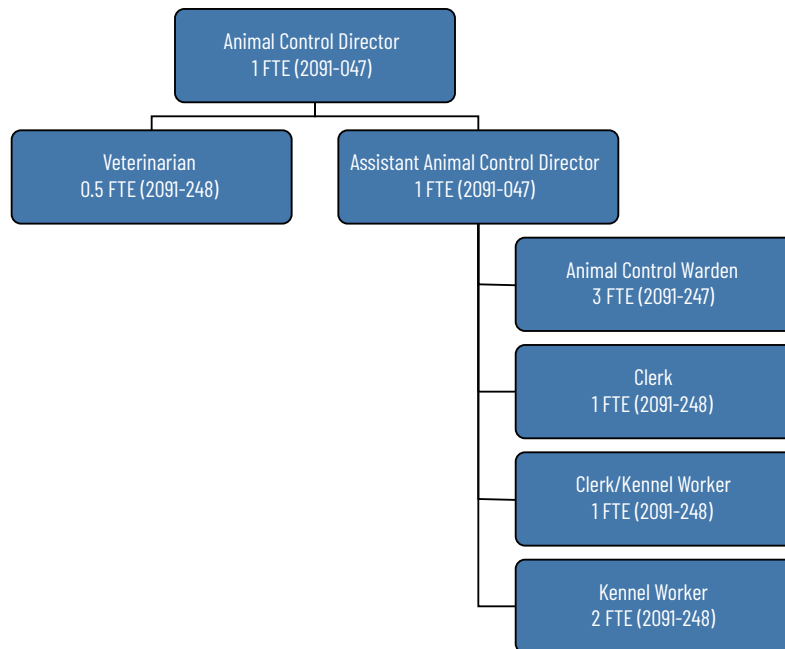 Animal Control Director
1 FTE (2091-047)
Veterinarian
0.5 FTE (2091-248)
Assistant Animal Control Director
1 FTE (2091-047)
Animal Control Warden
3 FTE (2091-247)
Clerk
1 FTE (2091-248)
Clerk/Kennel Worker
1 FTE (2091-248)
Kennel Worker
2 FTE (2091-248)